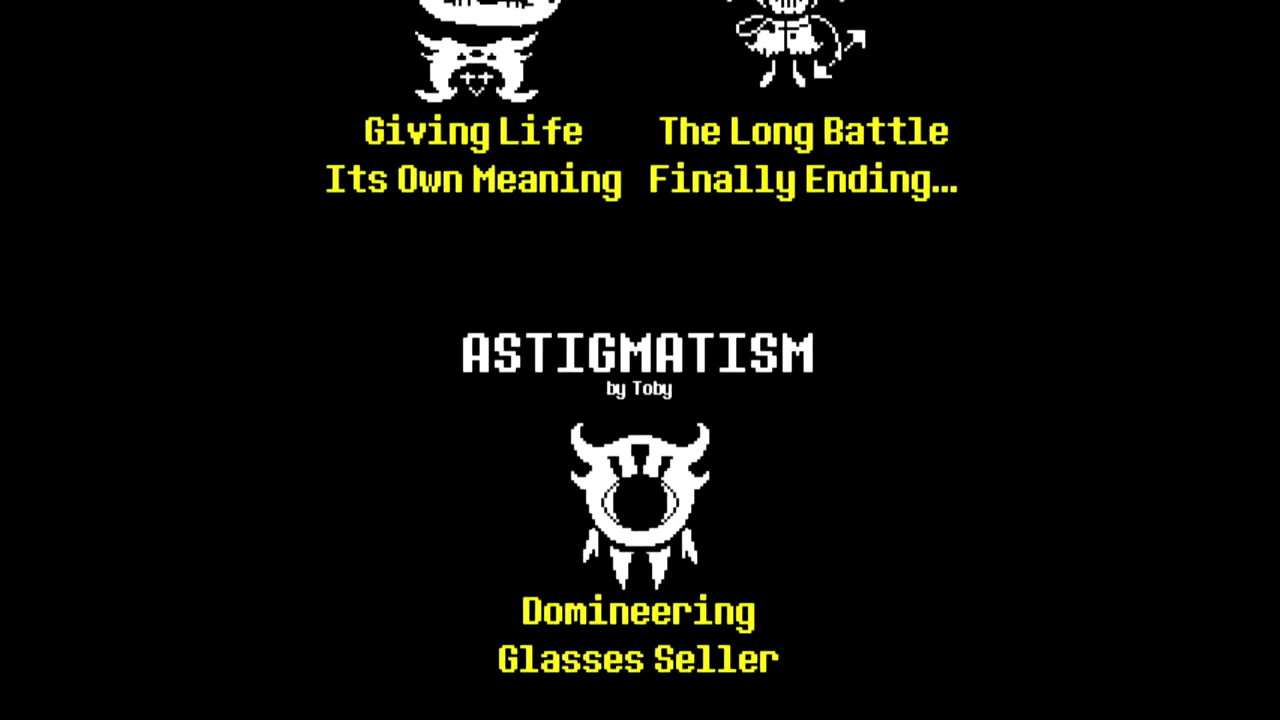 Giving Life
Its Own Meaning
The Long Battle
Finally Ending...
ASTIGMATISM
by Toby
Domineering
Glasses Seller